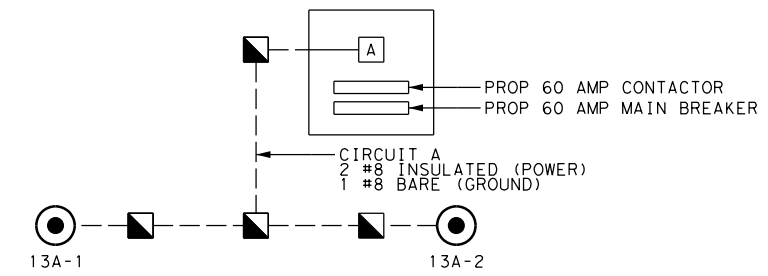 A
PROP 60 AMP CONTACTOR
PROP 60 AMP MAIN BREAKER
CIRCUIT A
2 #8 INSULATED (POWER)
1 #8 BARE (GROUND)
13A-1
13A-2